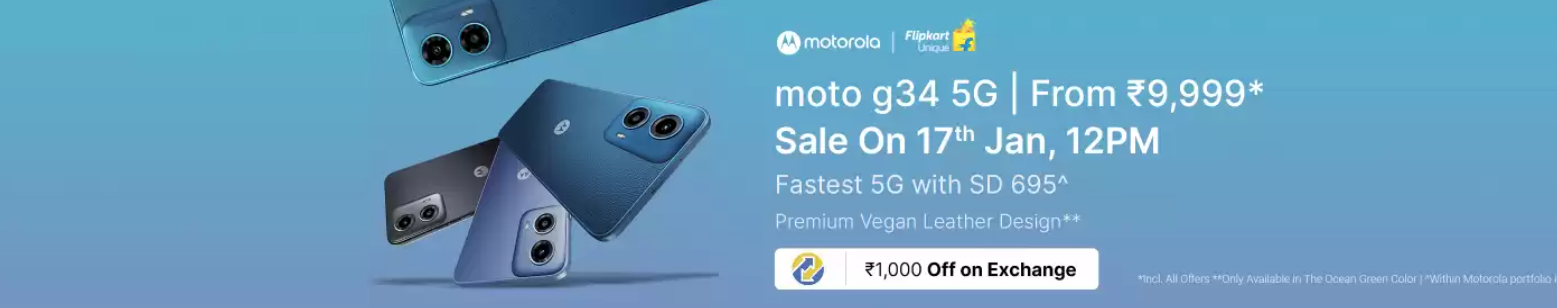 motorola | Flipkart Unique
moto g34 5G | From ₹9,999*
Sale On 17th Jan, 12PM
Fastest 5G with SD 695^
Premium Vegan Leather Design**
₹1,000 Off on Exchange
*Incl. All Offers **Only Available in The Ocean Green Color | ^Within Motorola portfolio